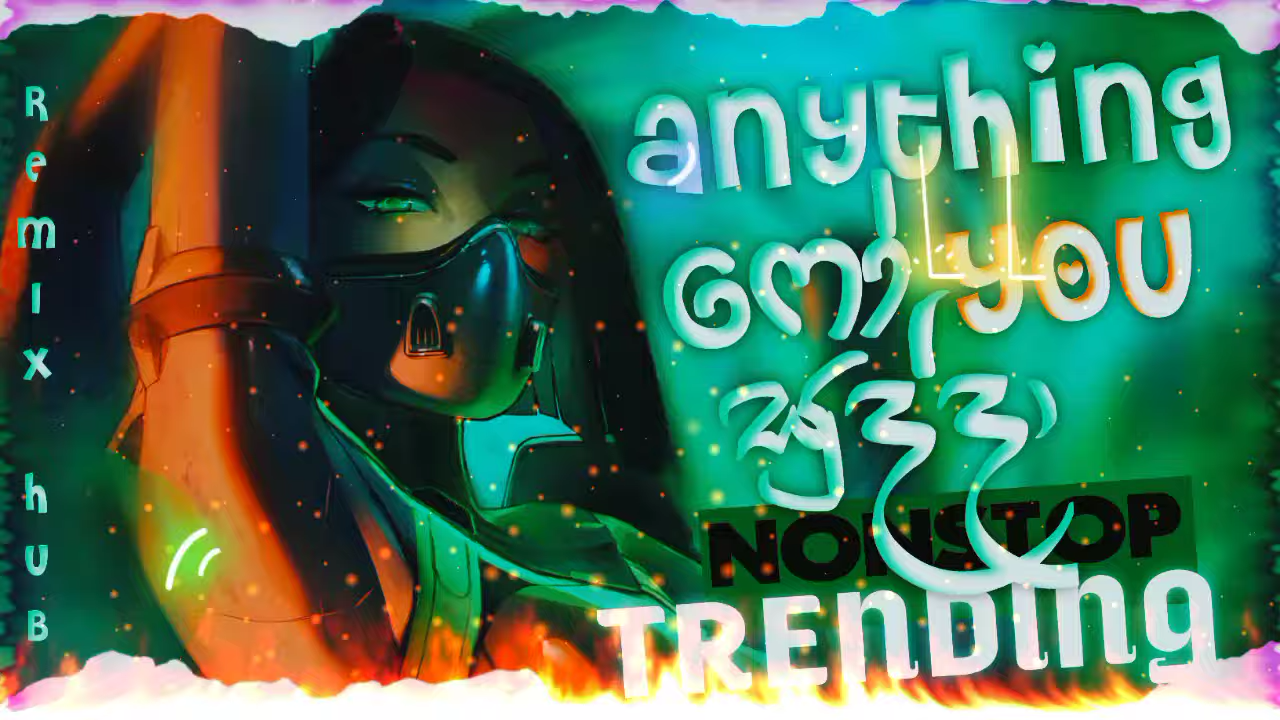 Remix huB
anything
නෝ, you
සුද්දා
NONSTOP
TRENDing